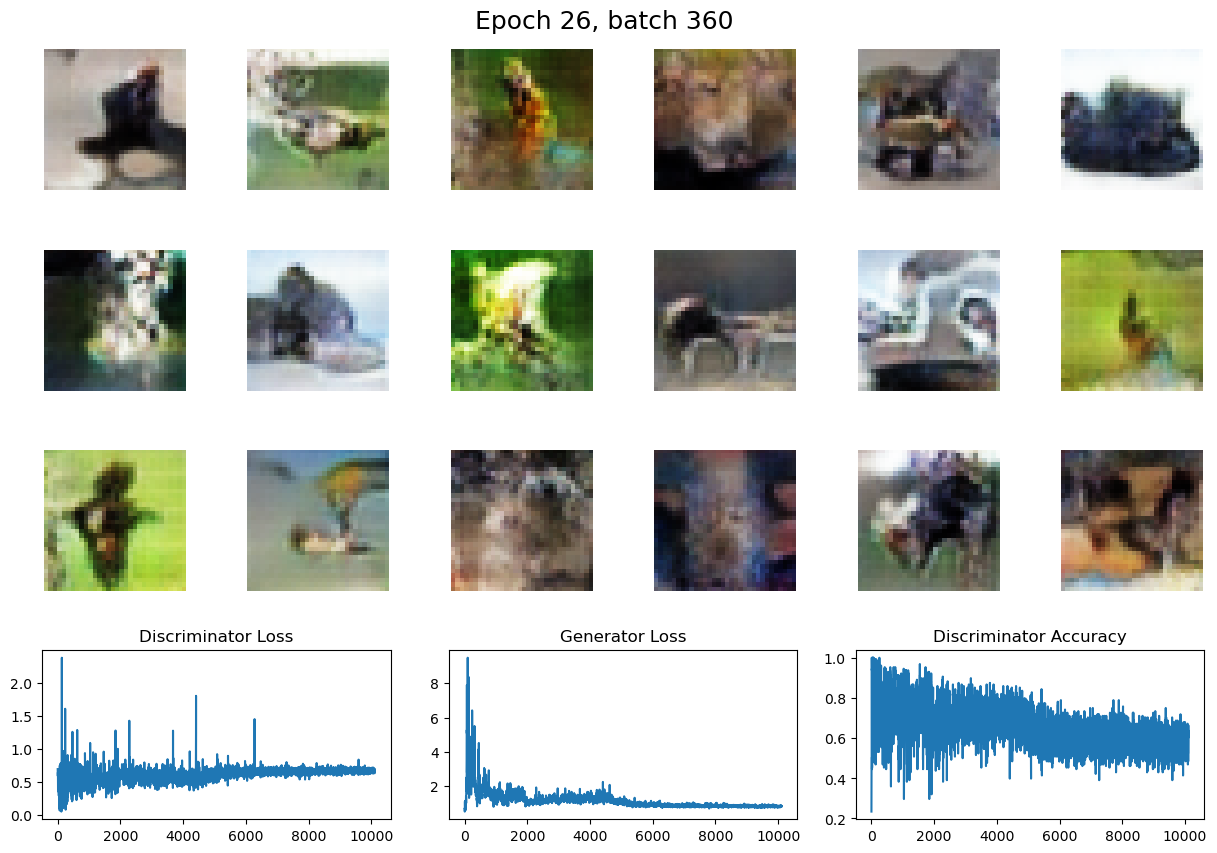 Epoch 26, batch 360
Discriminator Loss
2.0
1.5
1.0
0.5
0.0
0 2000 4000 6000 8000 10000
Generator Loss
8
6
4
2
0 2000 4000 6000 8000 10000
Discriminator Accuracy
1.0
0.8
0.6
0.4
0.2
0 2000 4000 6000 8000 10000